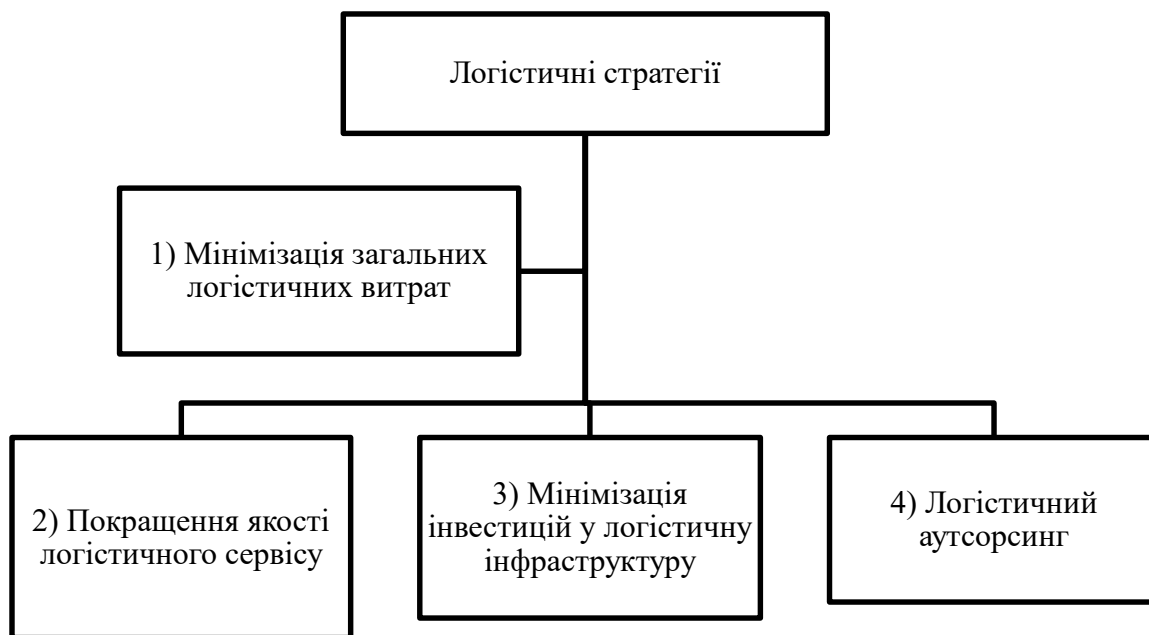 Логістичні стратегії
1) Мінімізація загальних
логістичних витрат
2) Покращення якості
логістичного сервісу
3) Мінімізація
інвестицій у логістичну
інфраструктуру
4) Логістичний
аутсорсинг